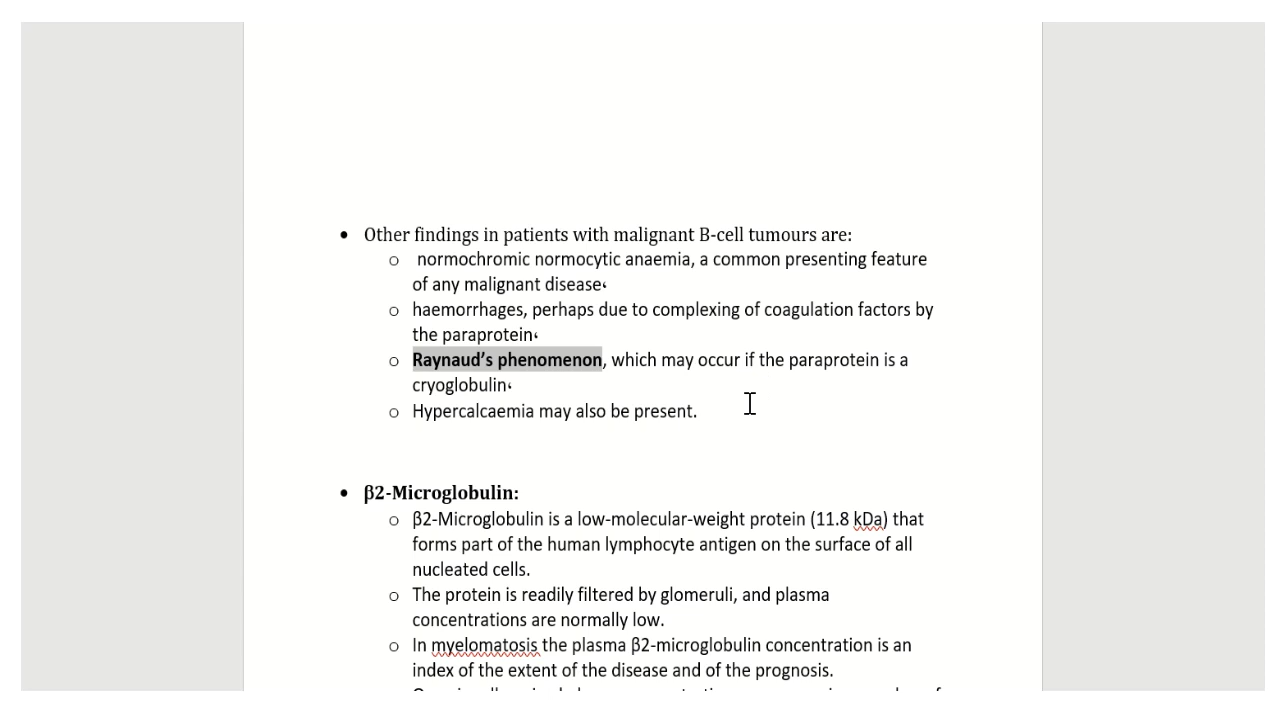 • Other findings in patients with malignant B-cell tumours are:
o normochromic normocytic anaemia, a common presenting feature
of any malignant disease،
o haemorrhages, perhaps due to complexing of coagulation factors by
the paraprotein،
o Raynaud’s phenomenon, which may occur if the paraprotein is a
cryoglobulin،
o Hypercalcaemia may also be present.
• β2-Microglobulin:
o β2-Microglobulin is a low-molecular-weight protein (11.8 kDa) that
forms part of the human lymphocyte antigen on the surface of all
nucleated cells.
o The protein is readily filtered by glomeruli, and plasma
concentrations are normally low.
o In myelomatosis the plasma β2-microglobulin concentration is an
index of the extent of the disease and of the prognosis.